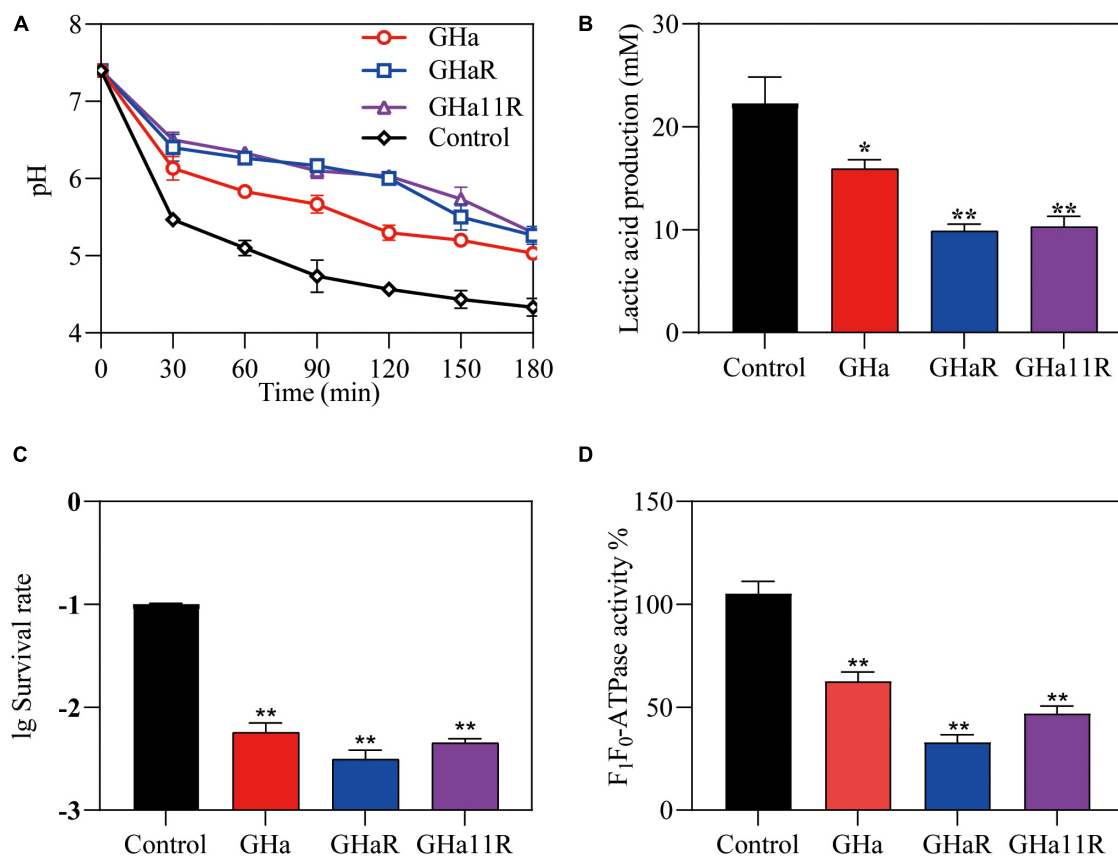 A
8
7
6
5
4
pH
0 30 60 90 120 150 180
Time (min)
GHa
GHaR
GHa11R
Control
B
30
20
10
0
Lactic acid production (mM)
*
**
**
Control GHa GHaR GHa11R
C
0
-1
-2
-3
lg Survival rate
**
**
**
Control GHa GHaR GHa11R
D
150
100
50
0
F1F0-ATPase activity %
**
**
**
Control GHa GHaR GHa11R